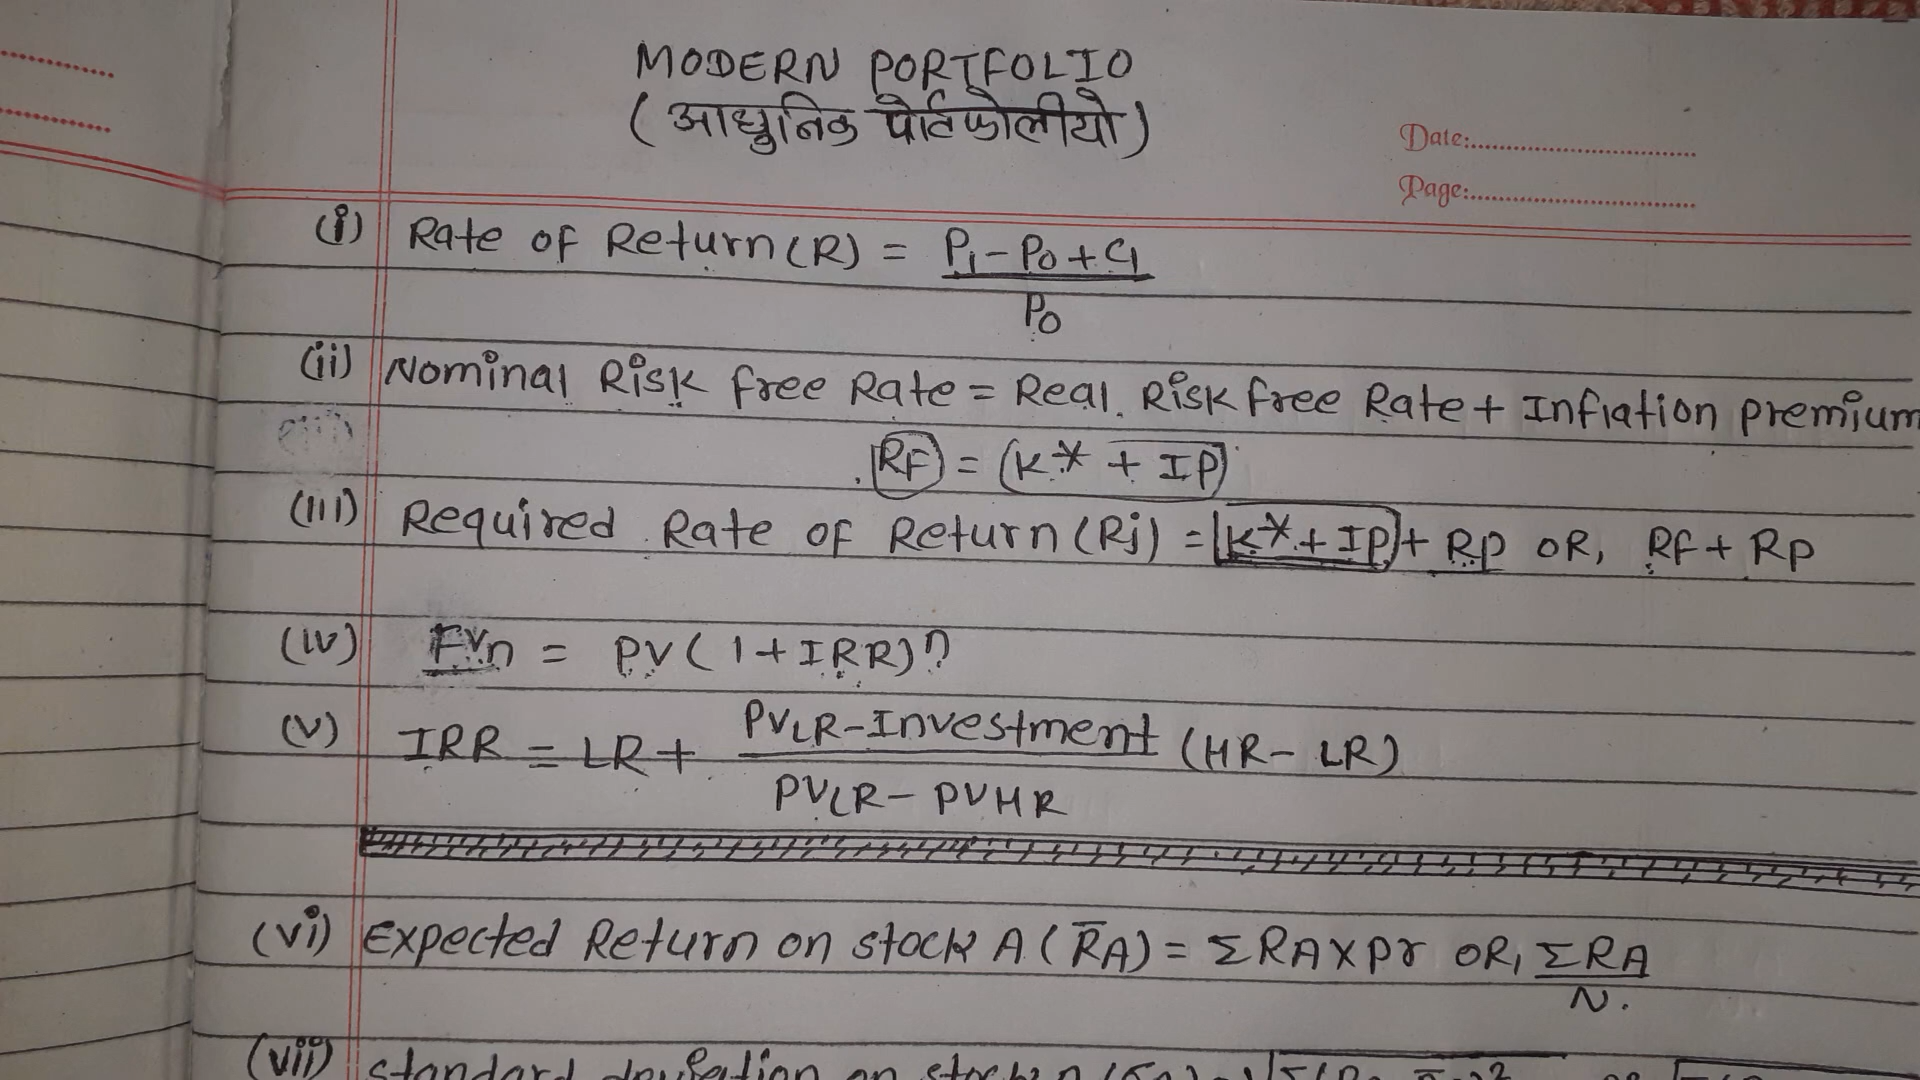 MODERN PORTFOLIO
(आधुनिक पोर्टफोलीयो)
Date:
Page:
(i) Rate of Return (R) = P1 - P0 + C1
P0
(ii) Nominal Risk free Rate = Real Risk free Rate + Inflation premium
RF = (K* + IP)
(iii) Required Rate of Return (Rj) = K* + IP + RP OR, RF + RP
(iv) FVn = PV (1 + IRR)n
(v) IRR = LR + PVLR - Investment (HR - LR)
PVLR - PVHR
(vi) Expected Return on stock A (R̄A) = ΣRA x Pr OR, ΣRA
N.
(vii) standard